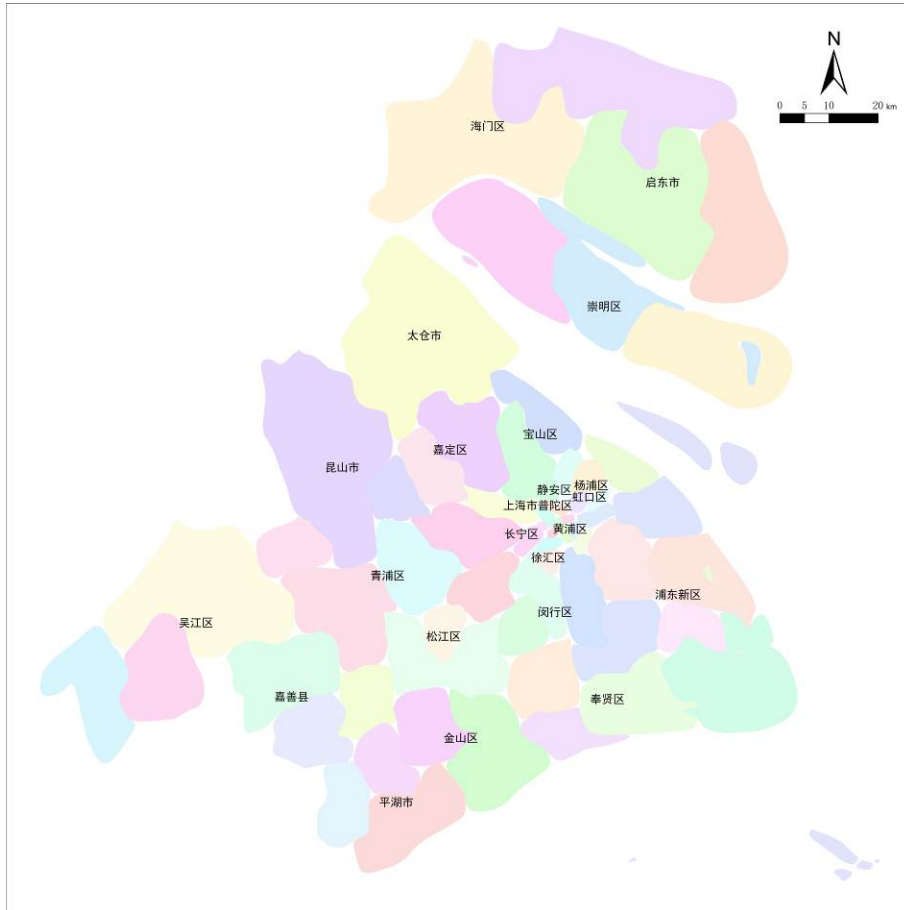 N
0 5 10 20 km
海门区
启东市
崇明区
太仓市
宝山区
嘉定区
昆山市
杨浦区
静安区
虹口区
上海市普陀区
黄浦区
长宁区
徐汇区
青浦区
浦东新区
闵行区
吴江区
松江区
嘉善县
奉贤区
金山区
平湖市